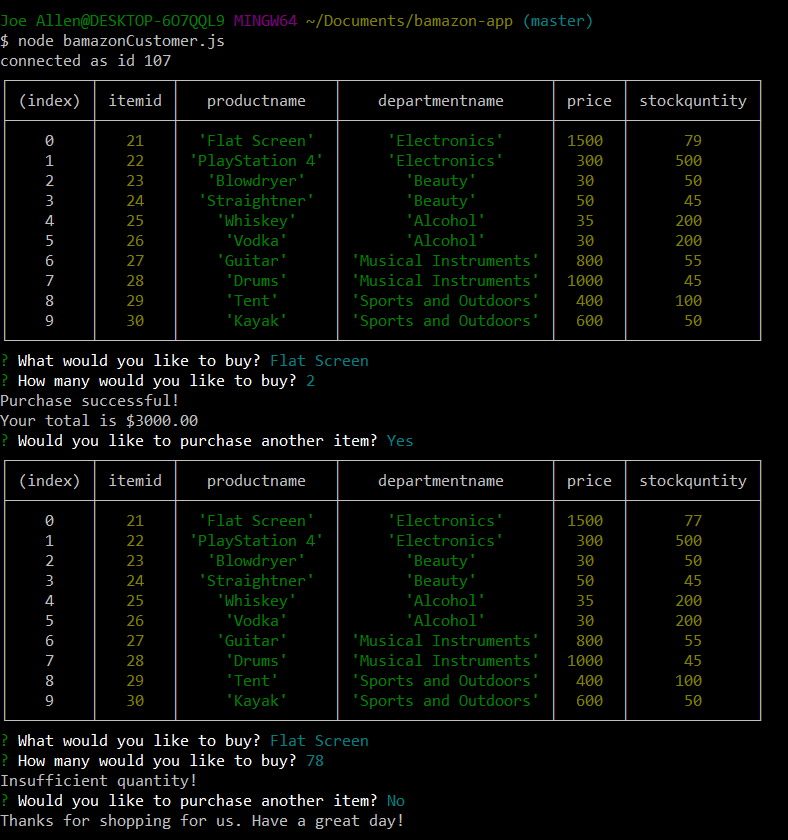 Joe Allen@DESKTOP-6O7QQL9 MINGW64 ~/Documents/bamazon-app (master)
$ node bamazonCustomer.js
connected as id 107
(index) itemid productname departmentname price stockquntity
0 21 'Flat Screen' 'Electronics' 1500 79
1 22 'PlayStation 4' 'Electronics' 300 500
2 23 'Blowdryer' 'Beauty' 30 50
3 24 'Straightner' 'Beauty' 50 45
4 25 'Whiskey' 'Alcohol' 35 200
5 26 'Vodka' 'Alcohol' 30 200
6 27 'Guitar' 'Musical Instruments' 800 55
7 28 'Drums' 'Musical Instruments' 1000 45
8 29 'Tent' 'Sports and Outdoors' 400 100
9 30 'Kayak' 'Sports and Outdoors' 600 50
? What would you like to buy? Flat Screen
? How many would you like to buy? 2
Purchase successful!
Your total is $3000.00
? Would you like to purchase another item? Yes
(index) itemid productname departmentname price stockquntity
0 21 'Flat Screen' 'Electronics' 1500 77
1 22 'PlayStation 4' 'Electronics' 300 500
2 23 'Blowdryer' 'Beauty' 30 50
3 24 'Straightner' 'Beauty' 50 45
4 25 'Whiskey' 'Alcohol' 35 200
5 26 'Vodka' 'Alcohol' 30 200
6 27 'Guitar' 'Musical Instruments' 800 55
7 28 'Drums' 'Musical Instruments' 1000 45
8 29 'Tent' 'Sports and Outdoors' 400 100
9 30 'Kayak' 'Sports and Outdoors' 600 50
? What would you like to buy? Flat Screen
? How many would you like to buy? 78
Insufficient quantity!
? Would you like to purchase another item? No
Thanks for shopping for us. Have a great day!